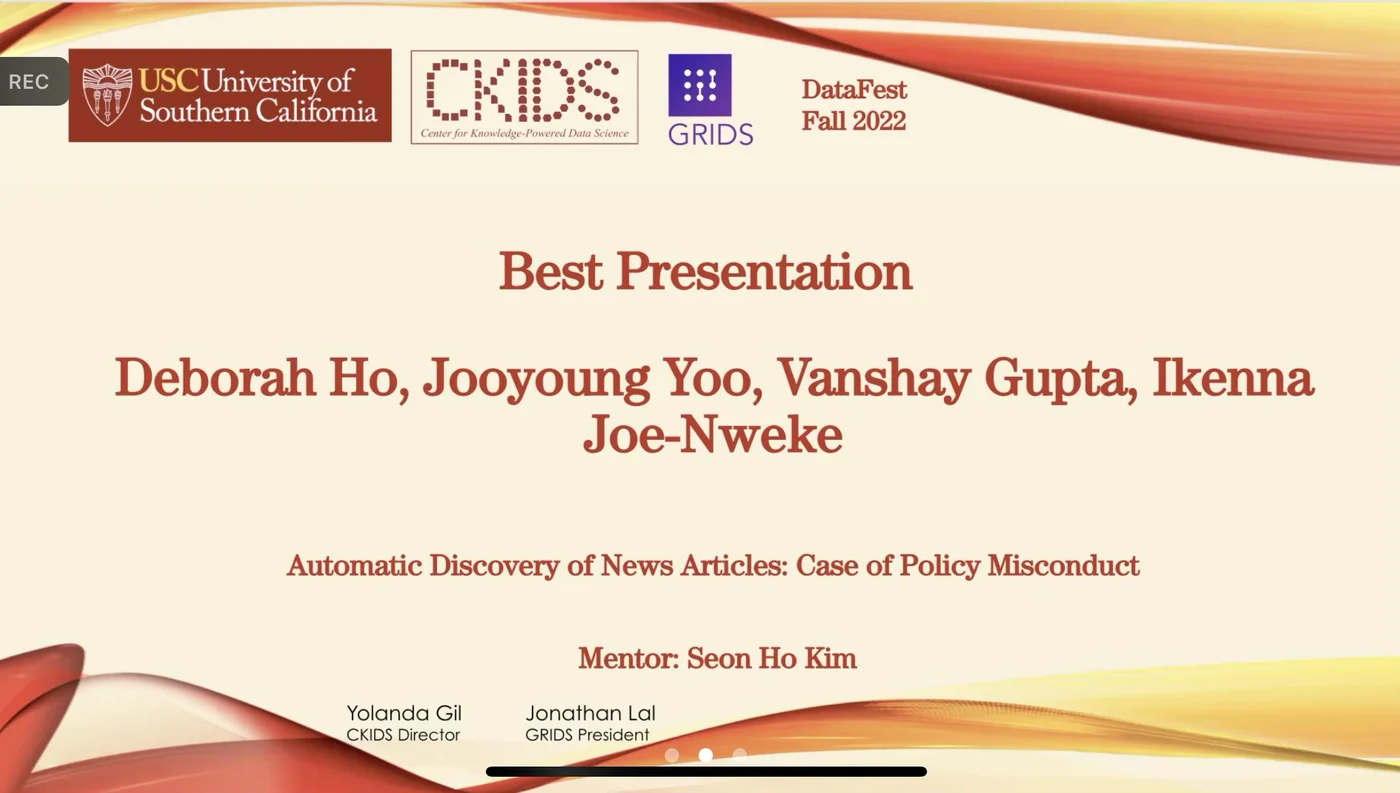 REC
USC University of
Southern California
CKIDS
Center for Knowledge-Powered Data Science
GRIDS
DataFest
Fall 2022
Best Presentation
Deborah Ho, Jooyoung Yoo, Vanshay Gupta, Ikenna
Joe-Nweke
Automatic Discovery of News Articles: Case of Policy Misconduct
Mentor: Seon Ho Kim
Yolanda Gil
CKIDS Director
Jonathan Lal
GRIDS President